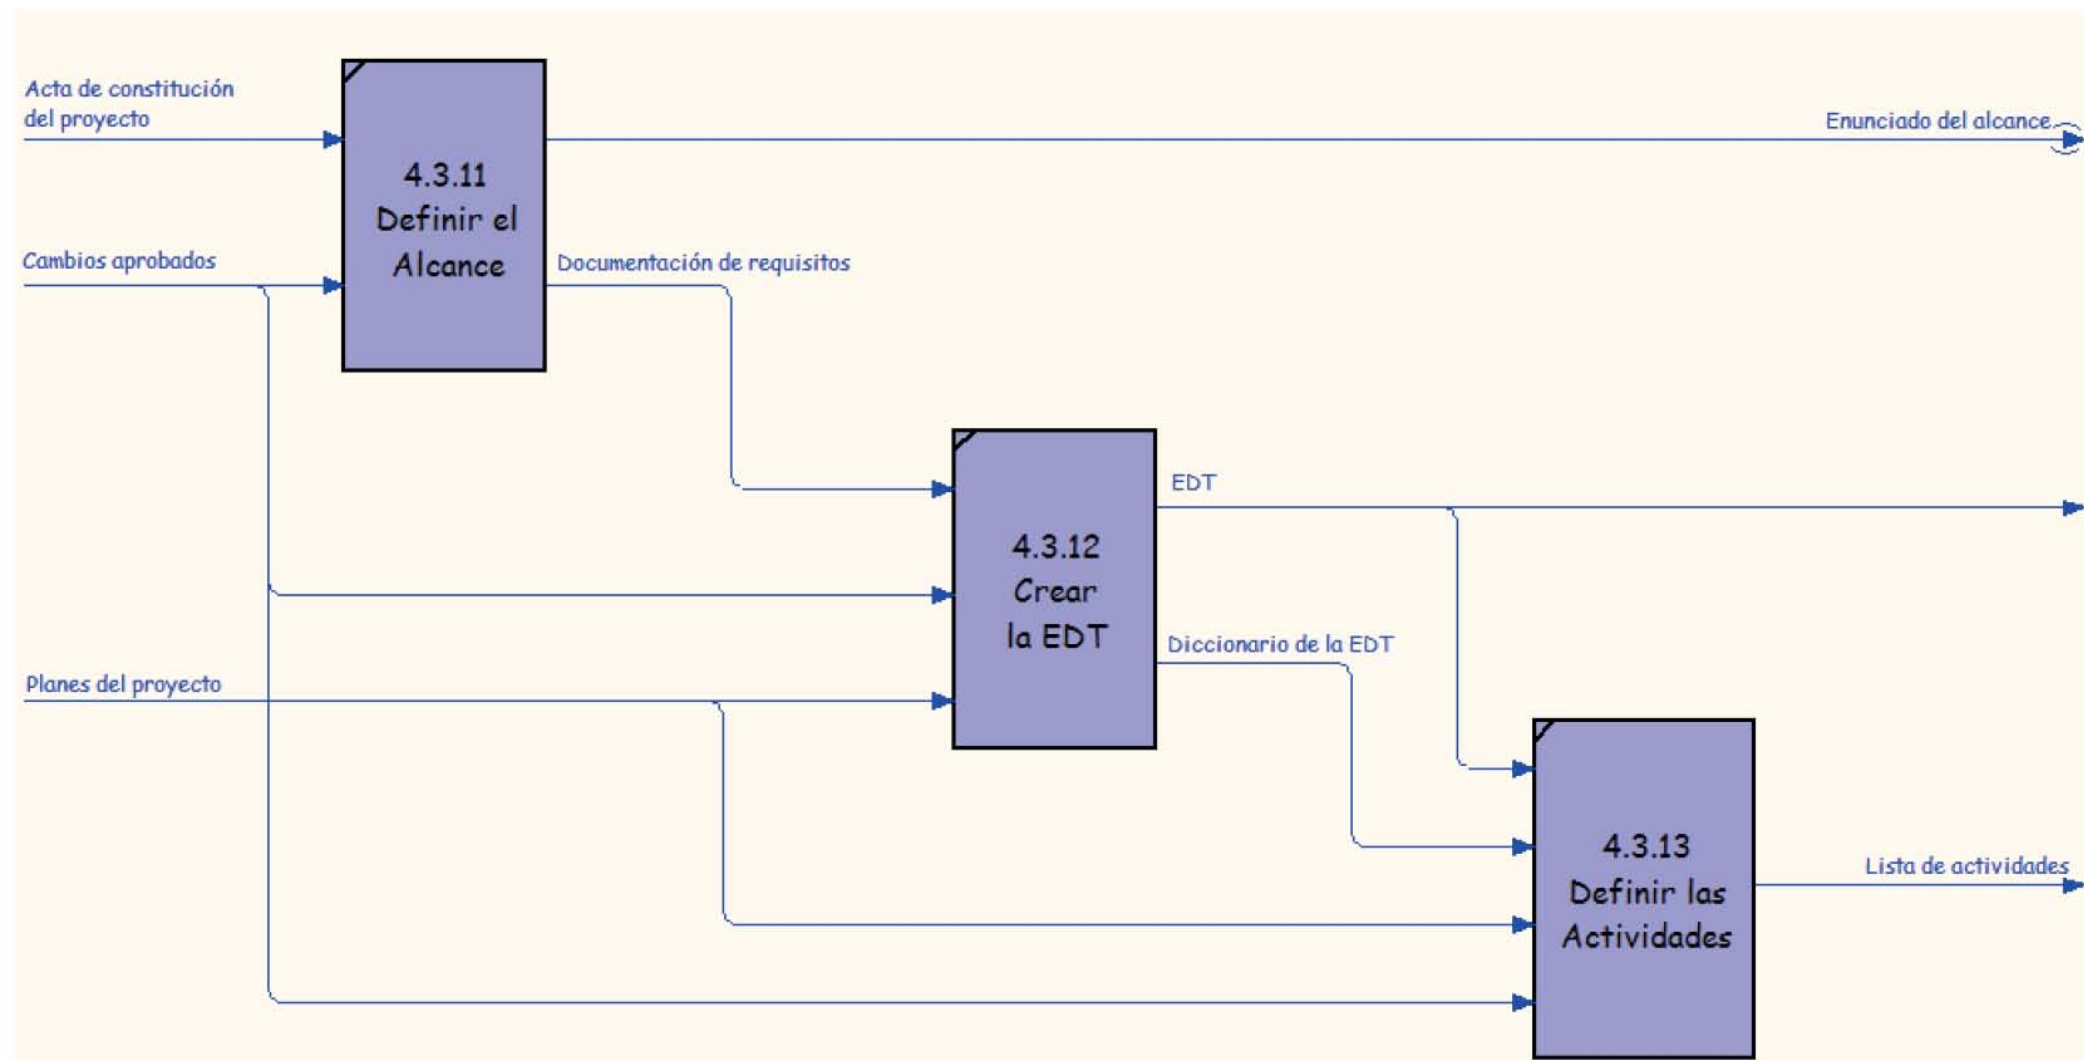 Acta de constitución
del proyecto
Enunciado del alcance
4.3.11
Definir el
Alcance
Cambios aprobados
Documentación de requisitos
EDT
4.3.12
Crear
la EDT
Diccionario de la EDT
Planes del proyecto
4.3.13
Definir las
Actividades
Lista de actividades